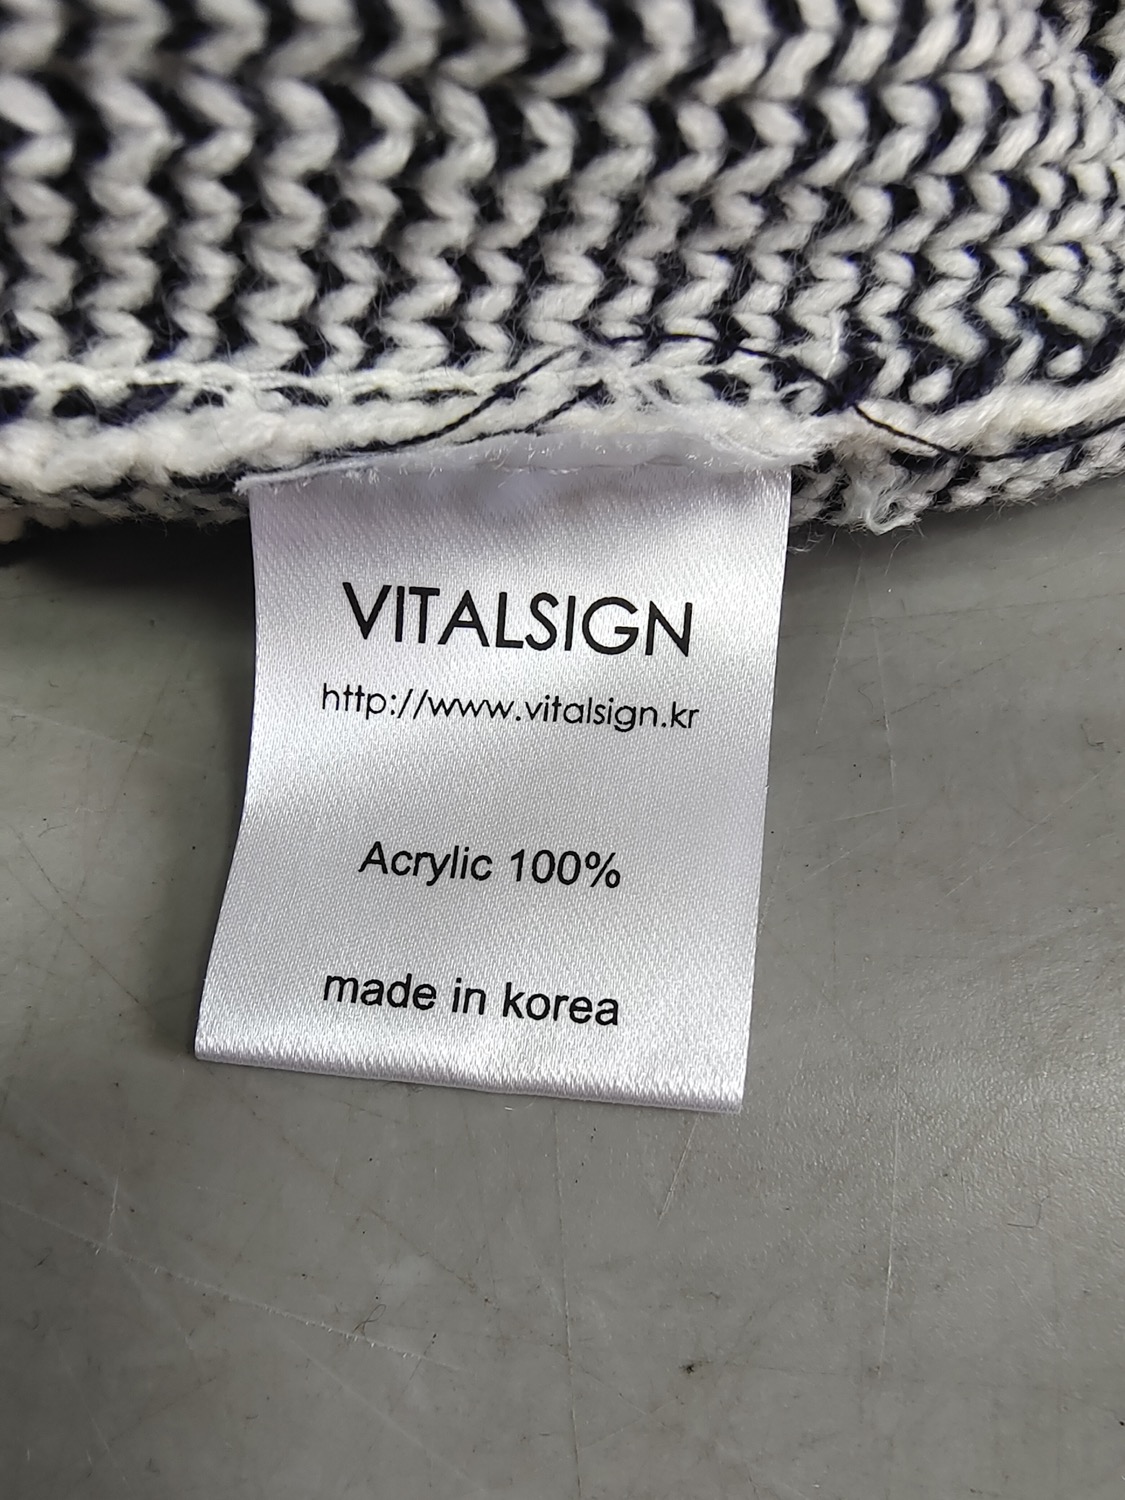 VITALSIGN
http://www.vitalsign.kr
Acrylic 100%
made in korea